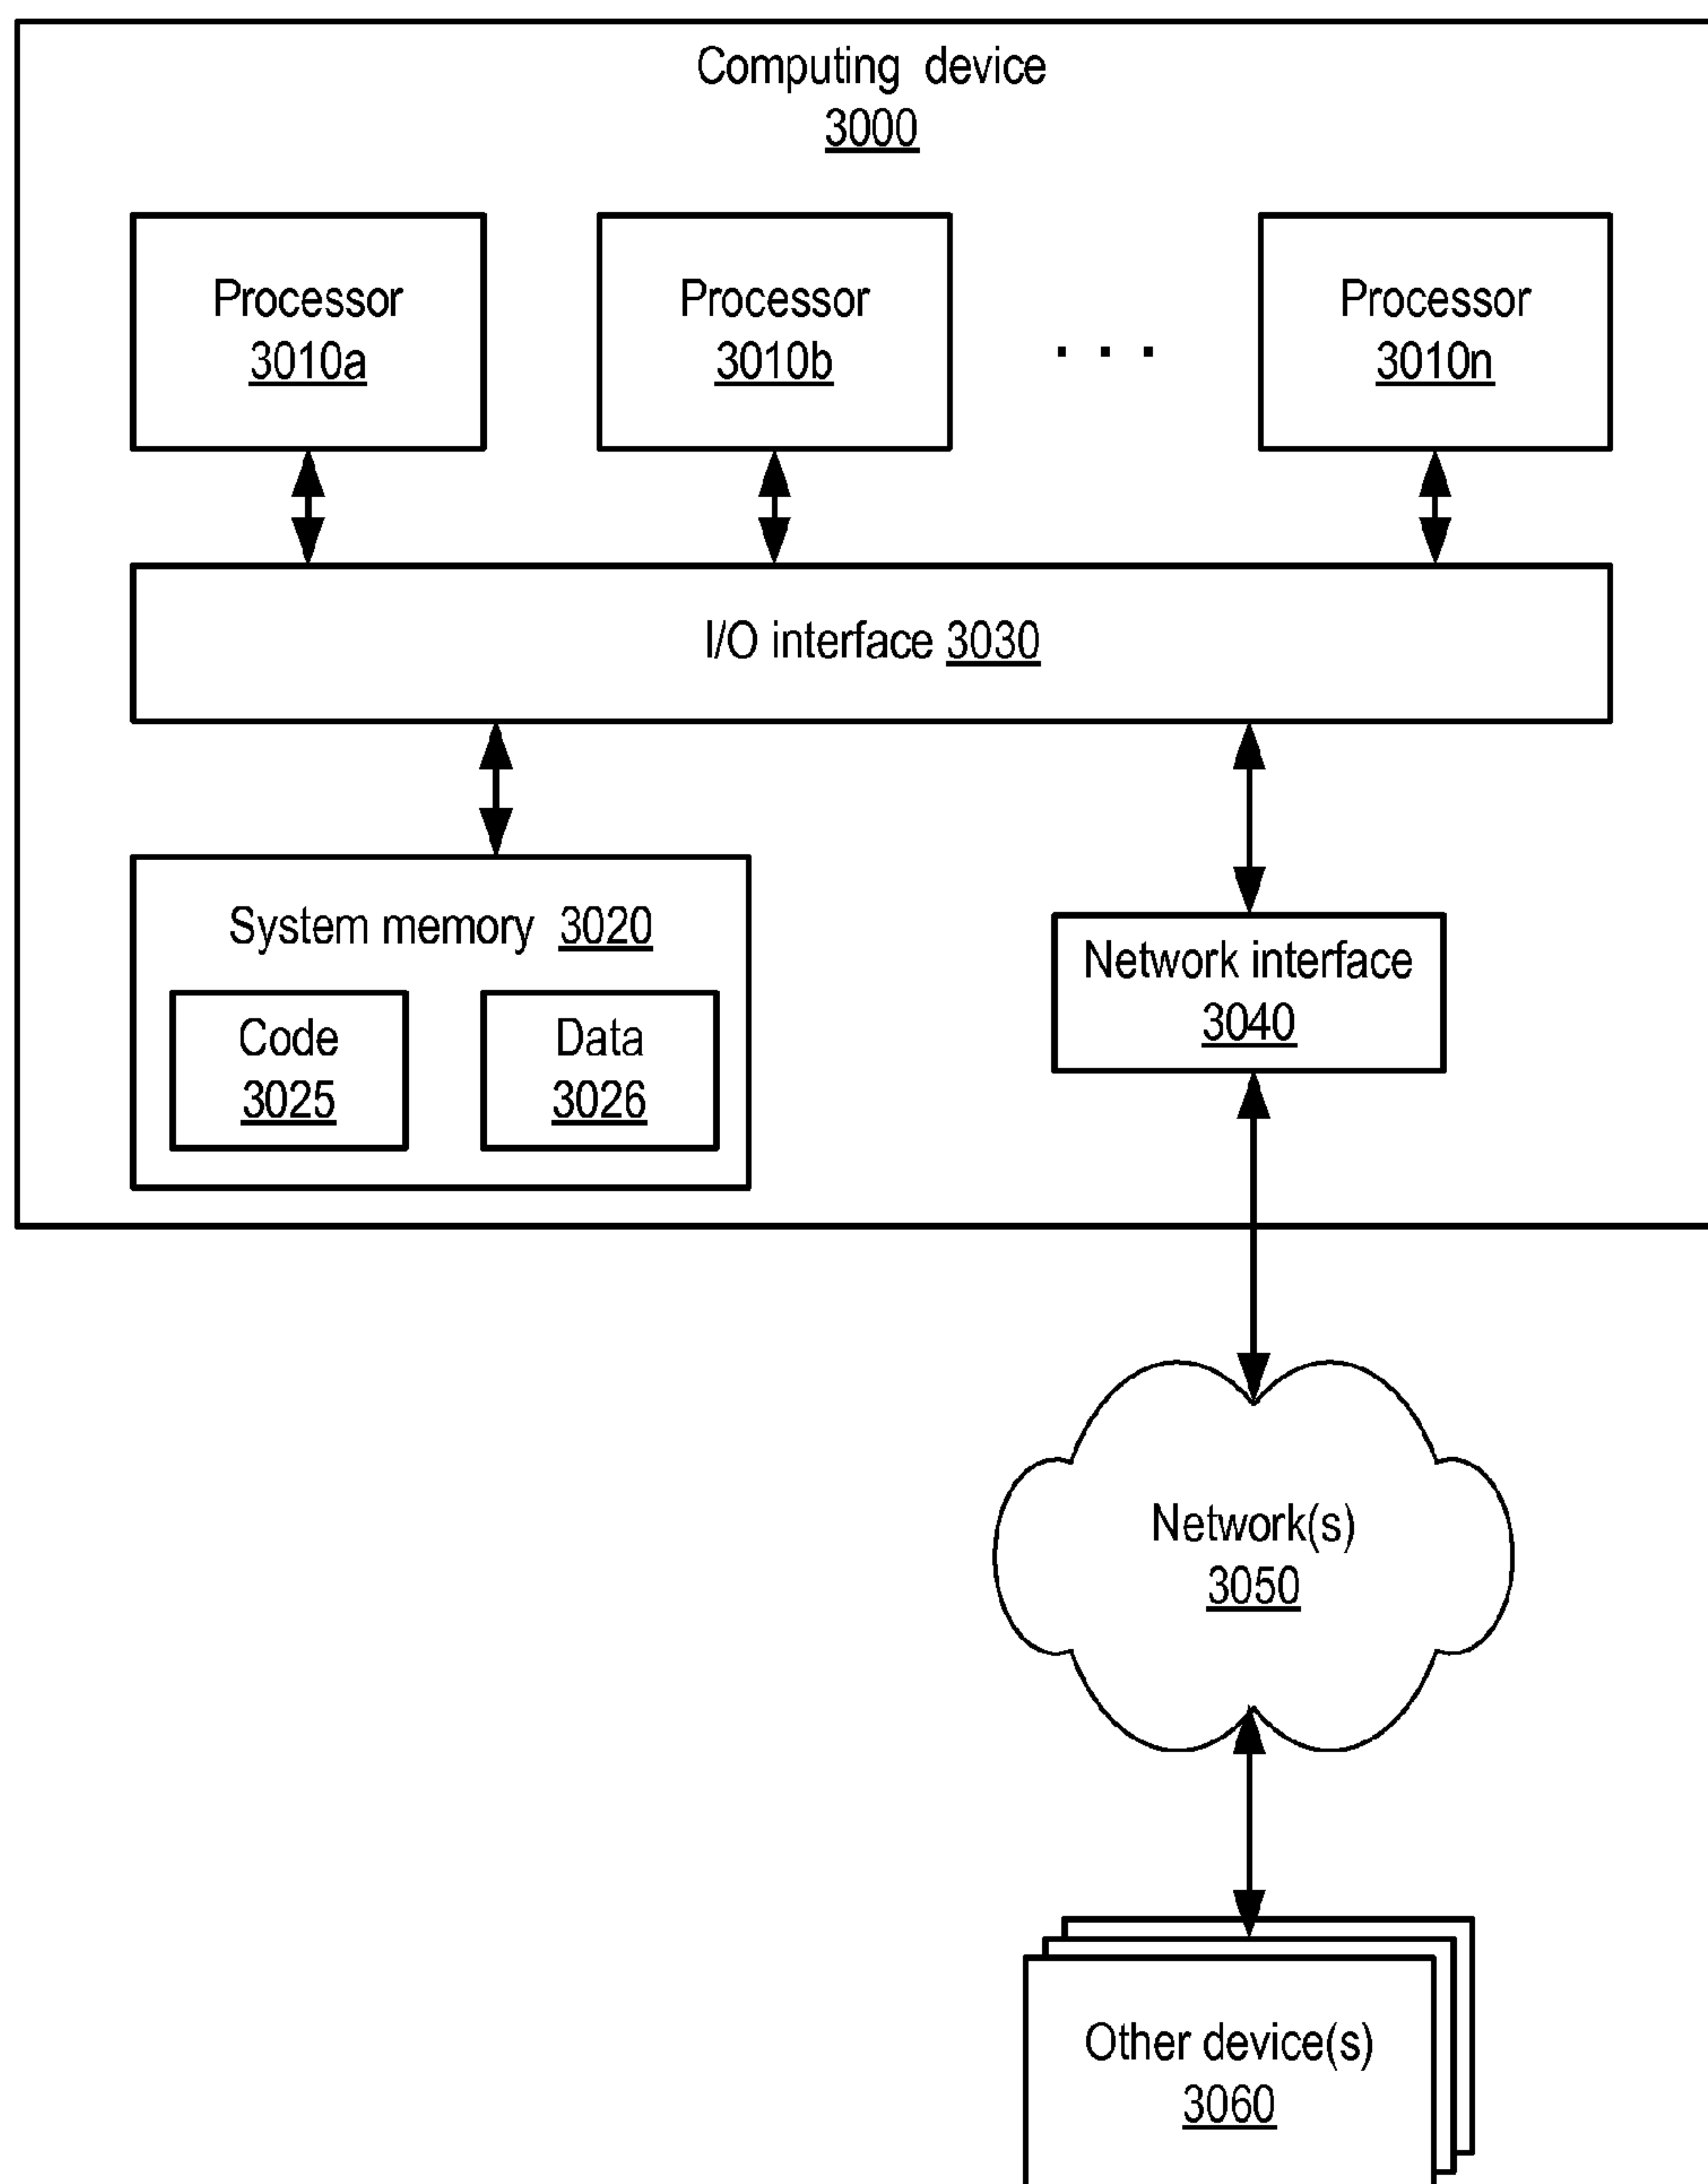 Computing device
3000
Processor
3010a
Processor
3010b
. . .
Processor
3010n
I/O interface 3030
System memory 3020
Code
3025
Data
3026
Network interface
3040
Network(s)
3050
Other device(s)
3060